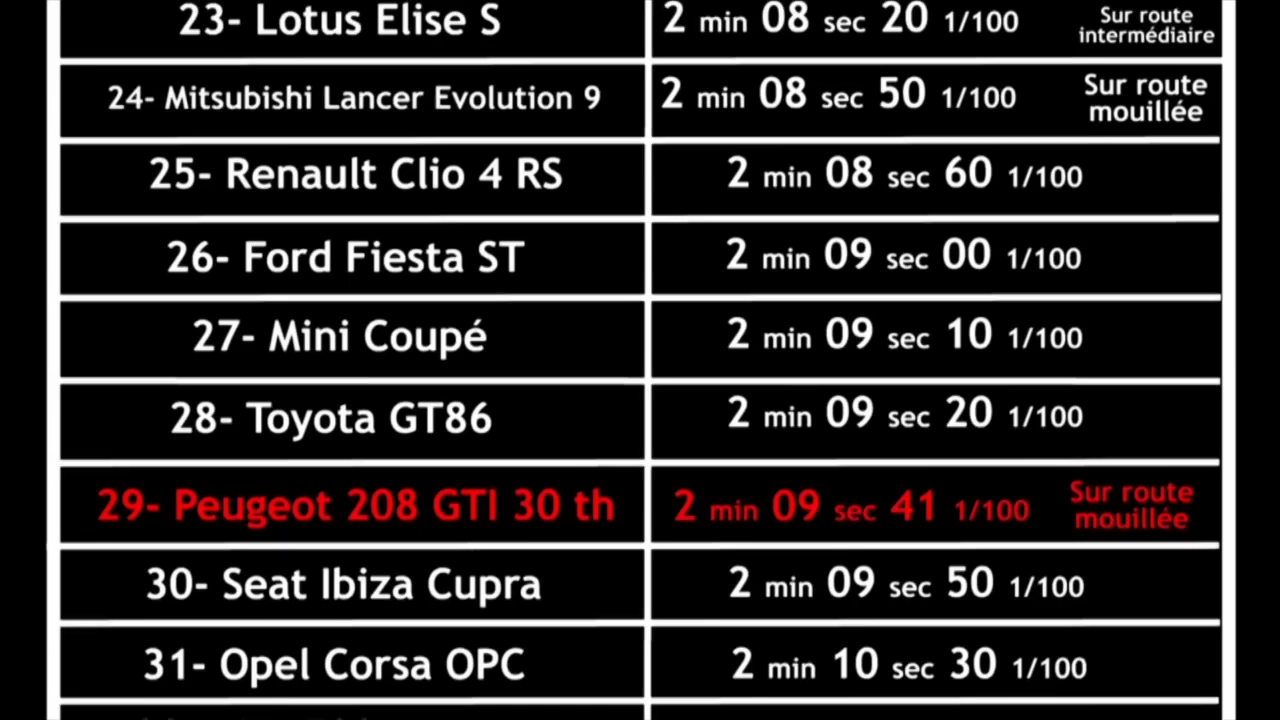 23- Lotus Elise S 2 min 08 sec 20 1/100 Sur route intermédiaire
24- Mitsubishi Lancer Evolution 9 2 min 08 sec 50 1/100 Sur route mouillée
25- Renault Clio 4 RS 2 min 08 sec 60 1/100
26- Ford Fiesta ST 2 min 09 sec 00 1/100
27- Mini Coupé 2 min 09 sec 10 1/100
28- Toyota GT86 2 min 09 sec 20 1/100
29- Peugeot 208 GTI 30 th 2 min 09 sec 41 1/100 Sur route mouillée
30- Seat Ibiza Cupra 2 min 09 sec 50 1/100
31- Opel Corsa OPC 2 min 10 sec 30 1/100